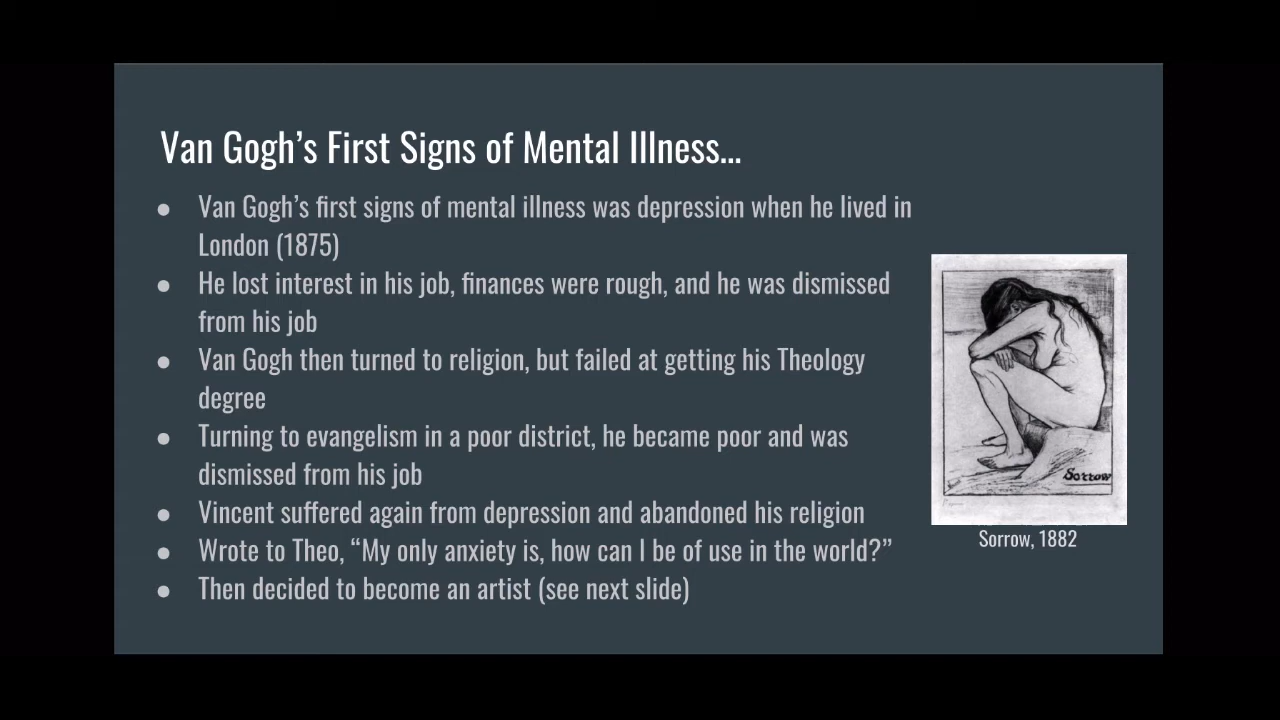 Van Gogh’s First Signs of Mental Illness...
● Van Gogh’s first signs of mental illness was depression when he lived in
London (1875)
● He lost interest in his job, finances were rough, and he was dismissed
from his job
● Van Gogh then turned to religion, but failed at getting his Theology
degree
● Turning to evangelism in a poor district, he became poor and was
dismissed from his job
● Vincent suffered again from depression and abandoned his religion
● Wrote to Theo, “My only anxiety is, how can I be of use in the world?”
● Then decided to become an artist (see next slide)
Sorrow
Sorrow, 1882